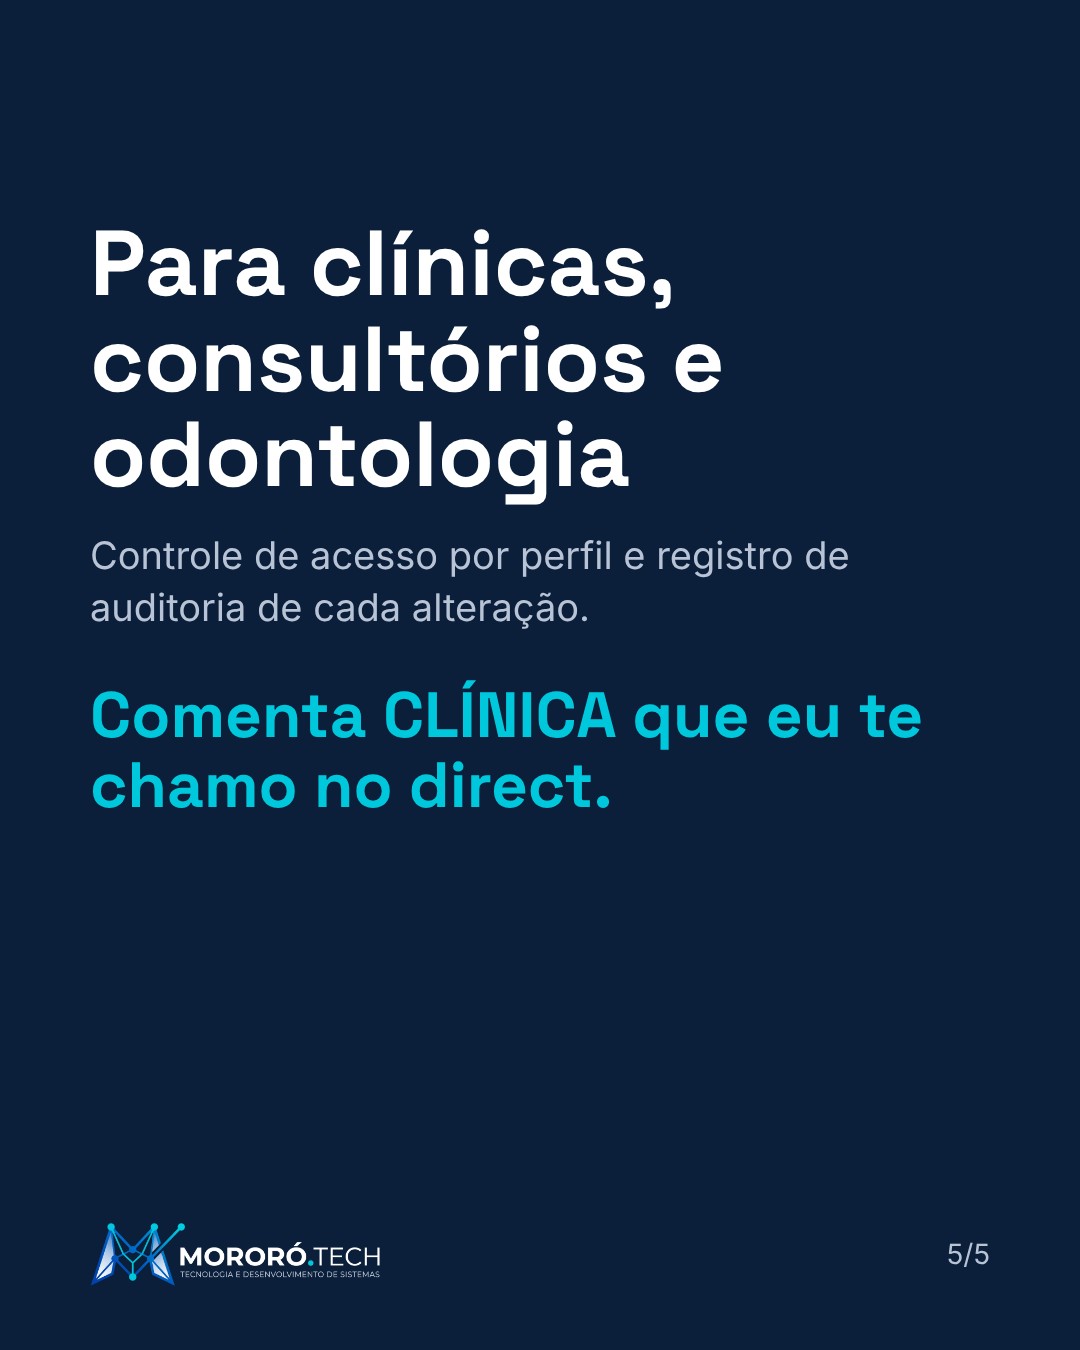 Para clínicas,
consultórios e
odontologia
Controle de acesso por perfil e registro de
auditoria de cada alteração.
Comenta CLÍNICA que eu te
chamo no direct.
MORORÓ.TECH
TECNOLOGIA E DESENVOLVIMENTO DE SISTEMAS
5/5